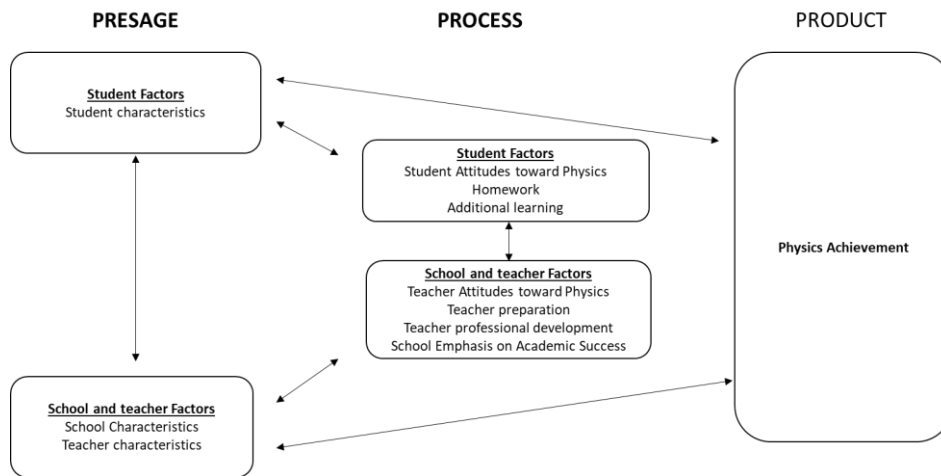 PRESAGE
PROCESS
PRODUCT
Student Factors
Student characteristics
Student Factors
Student Attitudes toward Physics
Homework
Additional learning
School and teacher Factors
Teacher Attitudes toward Physics
Teacher preparation
Teacher professional development
School Emphasis on Academic Success
School and teacher Factors
School Characteristics
Teacher characteristics
Physics Achievement